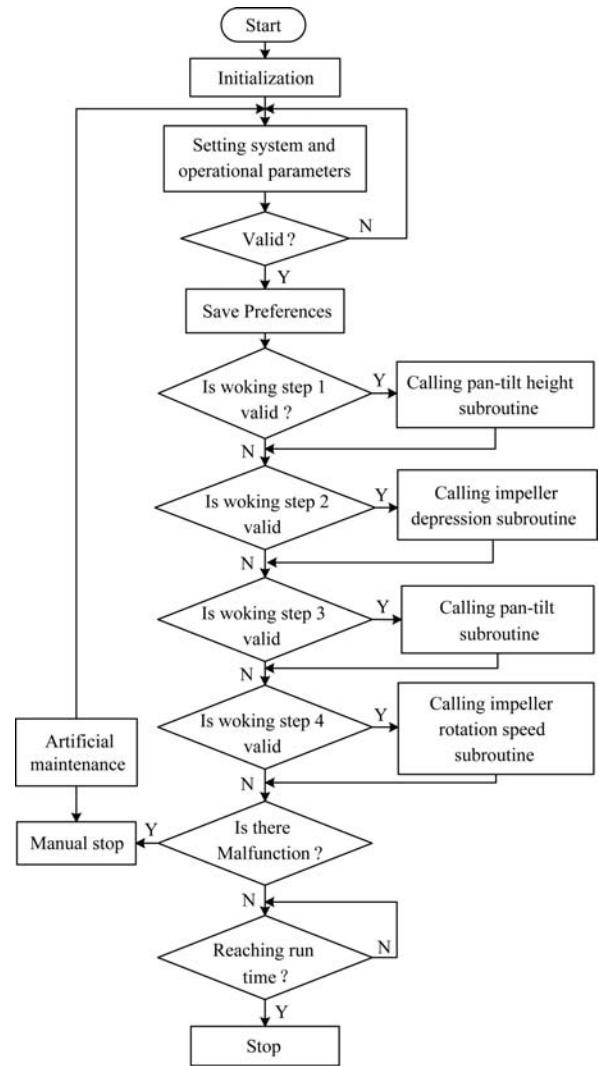 Start
Initialization
Setting system and
operational parameters
Valid ?
N
Y
Save Preferences
Is woking step 1
valid ?
Y
Calling pan-tilt height
subroutine
N
Is woking step 2
valid
Y
Calling impeller
depression subroutine
N
Is woking step 3
valid
Y
Calling pan-tilt
subroutine
N
Is woking step 4
valid
Y
Calling impeller
rotation speed
subroutine
N
Artificial
maintenance
Is there
Malfunction ?
Y
Manual stop
N
Reaching run
time ?
N
Y
Stop